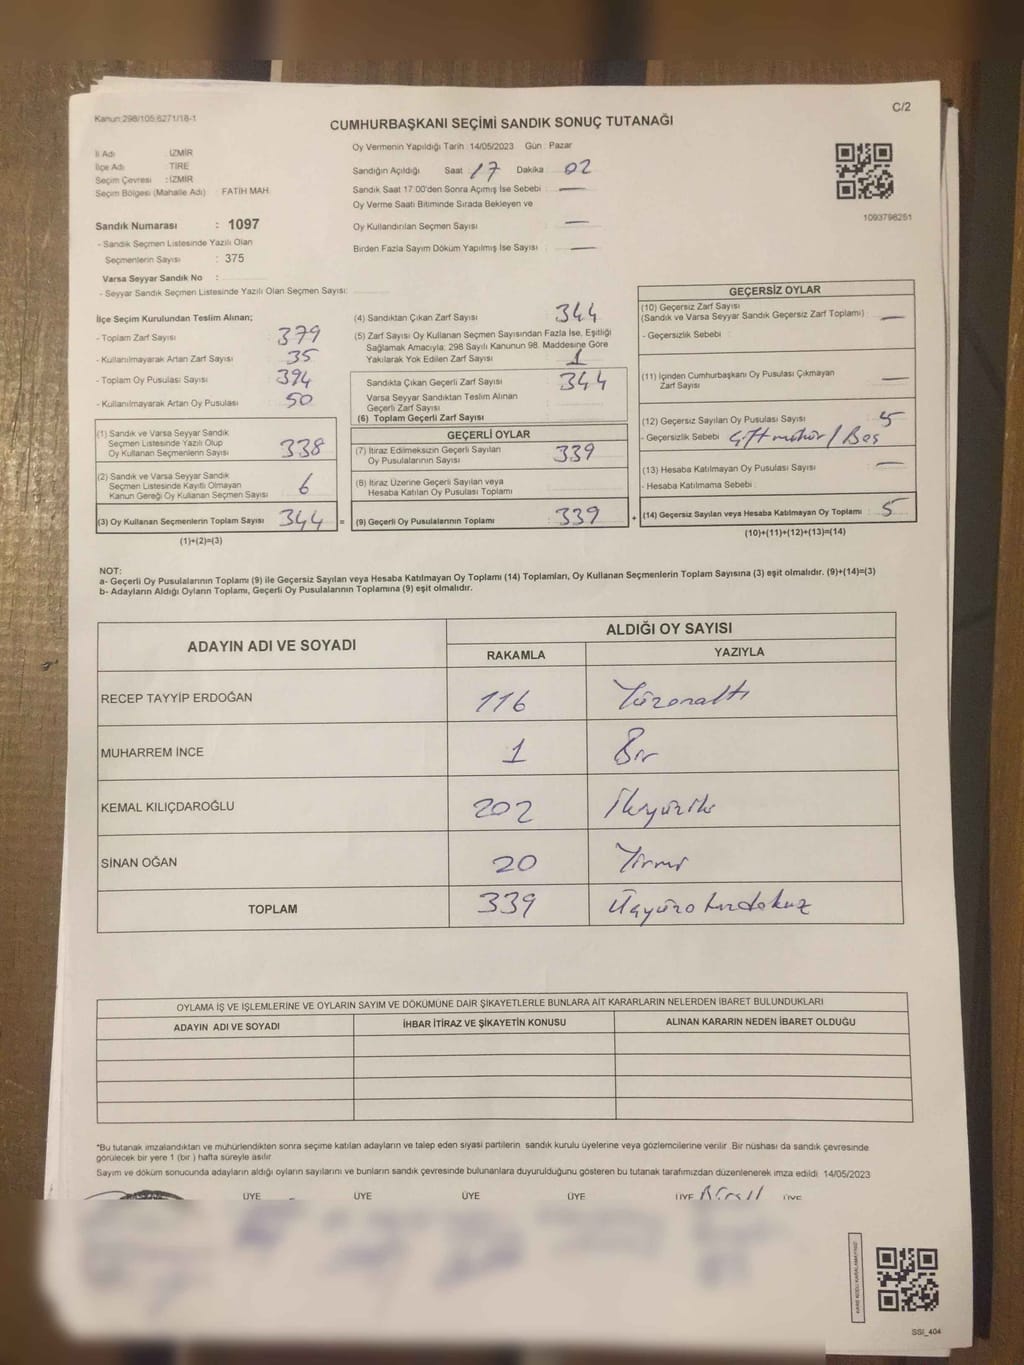 C/2
Kanun:298/105,6271/18-1
CUMHURBAŞKANI SEÇİMİ SANDIK SONUÇ TUTANAĞI
İl Adı : İZMİR
İlçe Adı : TİRE
Seçim Çevresi : İZMİR
Seçim Bölgesi (Mahalle Adı) : FATİH MAH.
Sandık Numarası : 1097
- Sandık Seçmen Listesinde Yazılı Olan
Seçmenlerin Sayısı : 375
Varsa Seyyar Sandık No :
- Seyyar Sandık Seçmen Listesinde Yazılı Olan Seçmen Sayısı:
Oy Vermenin Yapıldığı Tarih :14/05/2023 Gün : Pazar
Sandığın Açıldığı Saat : 17 Dakika : 02
Sandık Saat 17:00'den Sonra Açımış İse Sebebi : —
Oy Verme Saati Bitiminde Sırada Bekleyen ve
Oy Kullandırılan Seçmen Sayısı : —
Birden Fazla Sayım Döküm Yapılmış İse Sayısı : —
1093798251
İlçe Seçim Kurulundan Teslim Alınan;
- Toplam Zarf Sayısı : 379
- Kullanılmayarak Artan Zarf Sayısı : 35
- Toplam Oy Pusulası Sayısı : 394
- Kullanılmayarak Artan Oy Pusulası : 50
(1) Sandık ve Varsa Seyyar Sandık
Seçmen Listesinde Yazılı Olup
Oy Kullanan Seçmenlerin Sayısı : 338
(2) Sandık ve Varsa Seyyar Sandık
Seçmen Listesinde Kayıtlı Olmayan
Kanun Gereği Oy Kullanan Seçmen Sayısı : 6
(3) Oy Kullanan Seçmenlerin Toplam Sayısı : 344 =
(1)+(2)=(3)
(4) Sandıktan Çıkan Zarf Sayısı : 344
(5) Zarf Sayısı Oy Kullanan Seçmen Sayısından Fazla İse, Eşitliği
Sağlamak Amacıyla; 298 Sayılı Kanunun 98. Maddesine Göre
Yakılarak Yok Edilen Zarf Sayısı :
Sandıkta Çıkan Geçerli Zarf Sayısı : 344
Varsa Seyyar Sandıktan Teslim Alınan
Geçerli Zarf Sayısı :
(6) Toplam Geçerli Zarf Sayısı :
GEÇERLİ OYLAR
(7) İtiraz Edilmeksizin Geçerli Sayılan
Oy Pusulalarının Sayısı : 339
(8) İtiraz Üzerine Geçerli Sayılan veya
Hesaba Katılan Oy Pusulası Toplamı :
(9) Geçerli Oy Pusulalarının Toplamı : 339 +
GEÇERSİZ OYLAR
(10) Geçersiz Zarf Sayısı
(Sandık ve Varsa Seyyar Sandık Geçersiz Zarf Toplamı) : —
- Geçersizlik Sebebi :
(11) İçinden Cumhurbaşkanı Oy Pusulası Çıkmayan
Zarf Sayısı : —
(12) Geçersiz Sayılan Oy Pusulası Sayısı : 5
- Geçersizlik Sebebi : Çift mühür / Boş
(13) Hesaba Katılmayan Oy Pusulası Sayısı : —
- Hesaba Katılmama Sebebi :
(14) Geçersiz Sayılan veya Hesaba Katılmayan Oy Toplamı : 5
(10)+(11)+(12)+(13)=(14)
NOT:
a- Geçerli Oy Pusulalarının Toplamı (9) ile Geçersiz Sayılan veya Hesaba Katılmayan Oy Toplamı (14) Toplamları, Oy Kullanan Seçmenlerin Toplam Sayısına (3) eşit olmalıdır. (9)+(14)=(3)
b- Adayların Aldığı Oyların Toplamı, Geçerli Oy Pusulalarının Toplamına (9) eşit olmalıdır.
ADAYIN ADI VE SOYADI ALDIĞI OY SAYISI
RAKAMLA YAZIYLA
RECEP TAYYİP ERDOĞAN 116 Yüzonaltı
MUHARREM İNCE 1 Bir
KEMAL KILIÇDAROĞLU 202 İkiyüziki
SİNAN OĞAN 20 Yirmi
TOPLAM 339 Üçyüzotuzdokuz
OYLAMA İŞ VE İŞLEMLERİNE VE OYLARIN SAYIM VE DÖKÜMÜNE DAİR ŞİKAYETLERLE BUNLARA AİT KARARLARIN NELERDEN İBARET BULUNDUKLARI
ADAYIN ADI VE SOYADI İHBAR İTİRAZ VE ŞİKAYETİN KONUSU ALINAN KARARIN NEDEN İBARET OLDUĞU
*Bu tutanak imzalandıktan ve mühürlendikten sonra seçime katılan adayların ve talep eden siyasi partilerin sandık kurulu üyelerine veya gözlemcilerine verilir. Bir nüshası da sandık çevresinde
görülecek bir yere 1 (bir ) hafta süreyle asılır
Sayım ve döküm sonucunda adayların aldığı oyların sayılarını ve bunların sandık çevresinde bulunanlara duyurulduğunu gösteren bu tutanak tarafımızdan düzenlenerek imza edildi. 14/05/2023
BAŞKAN ÜYE ÜYE ÜYE ÜYE ÜYE ÜYE
KARE KODU KARALAMAYINIZ!
SSİ_404